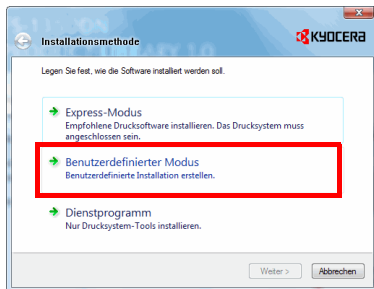 Installationsmethode
KYOCERA
Legen Sie fest, wie die Software installiert werden soll.
Express-Modus
Empfohlene Drucksoftware installieren. Das Drucksystem muss
angeschlossen sein.
Benutzerdefinierter Modus
Benutzerdefinierte Installation erstellen.
Dienstprogramm
Nur Drucksystem-Tools installieren.
Weiter >
Abbrechen